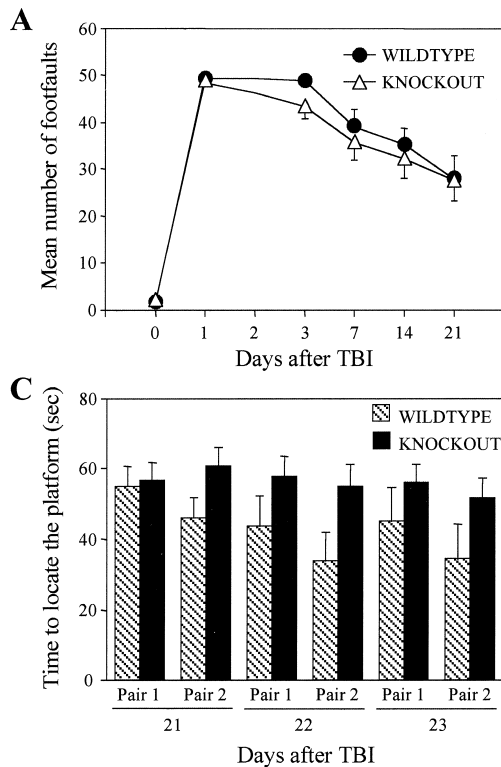 A
Mean number of footfaults
60
50
40
30
20
10
0
WILDTYPE
KNOCKOUT
0 1 2 3 7 14 21
Days after TBI
C
Time to locate the platform (sec)
80
60
40
20
0
WILDTYPE
KNOCKOUT
Pair 1 Pair 2 Pair 1 Pair 2 Pair 1 Pair 2
21 22 23
Days after TBI